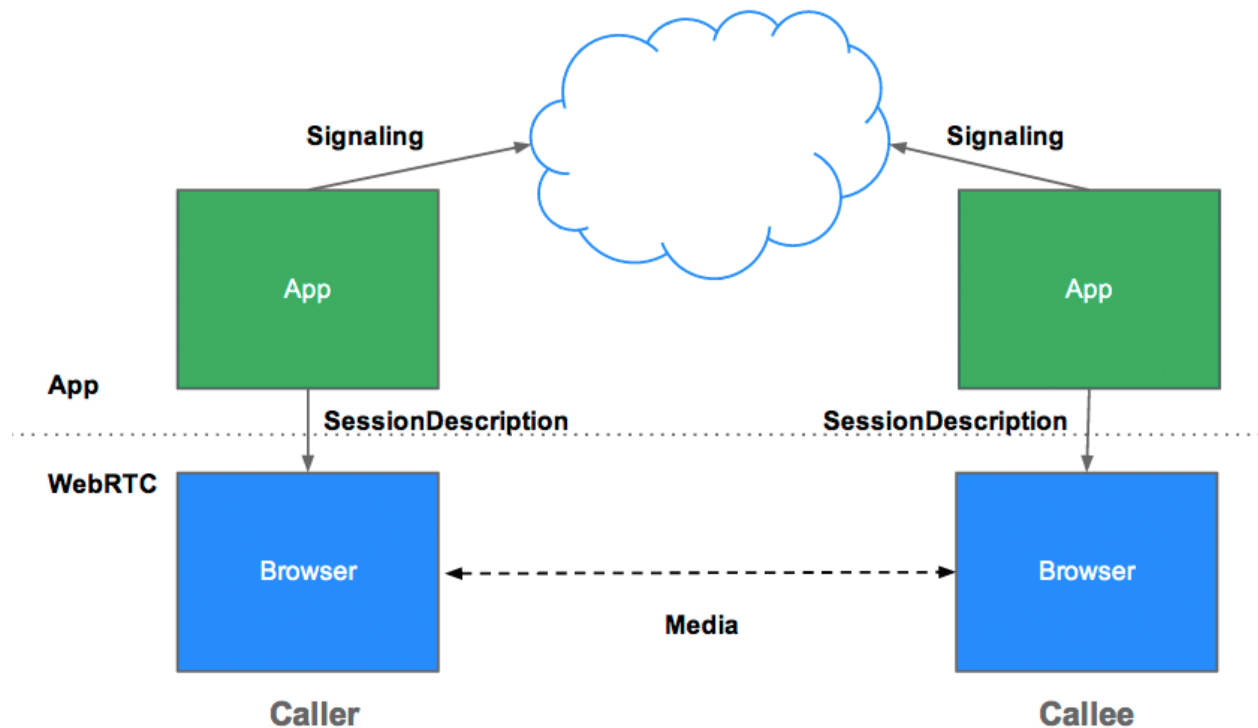 Signaling
Signaling
App
App
App
SessionDescription
SessionDescription
WebRTC
Browser
Browser
Media
Caller
Callee